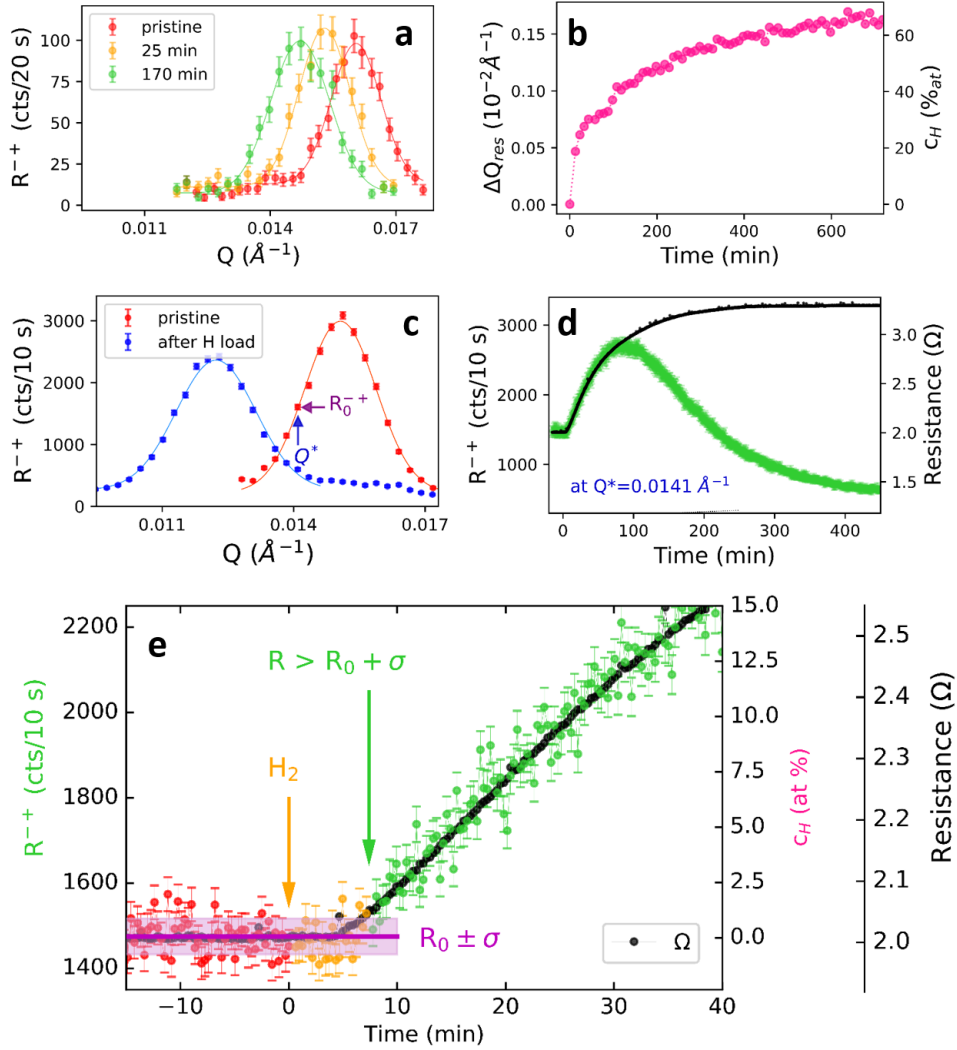 a
pristine
25 min
170 min
R⁻⁺ (cts/20 s)
100
75
50
25
0
0.011
0.014
0.017
Q (Å⁻¹)
b
ΔQres (10⁻²Å⁻¹)
0.15
0.10
0.05
0.00
cH (%at)
60
40
20
0
0
200
400
600
Time (min)
c
pristine
after H load
R₀⁻⁺
Q*
R⁻⁺ (cts/10 s)
3000
2000
1000
0
0.011
0.014
0.017
Q (Å⁻¹)
d
R⁻⁺ (cts/10 s)
3000
2000
1000
Resistance (Ω)
3.0
2.5
2.0
1.5
at Q*=0.0141 Å⁻¹
0
100
200
300
400
Time (min)
e
R > R₀ + σ
H₂
R₀ ± σ
Ω
R⁻⁺ (cts/10 s)
2200
2000
1800
1600
1400
cH (at %)
15.0
12.5
10.0
7.5
5.0
2.5
0.0
Resistance (Ω)
2.5
2.4
2.3
2.2
2.1
2.0
−10
0
10
20
30
40
Time (min)